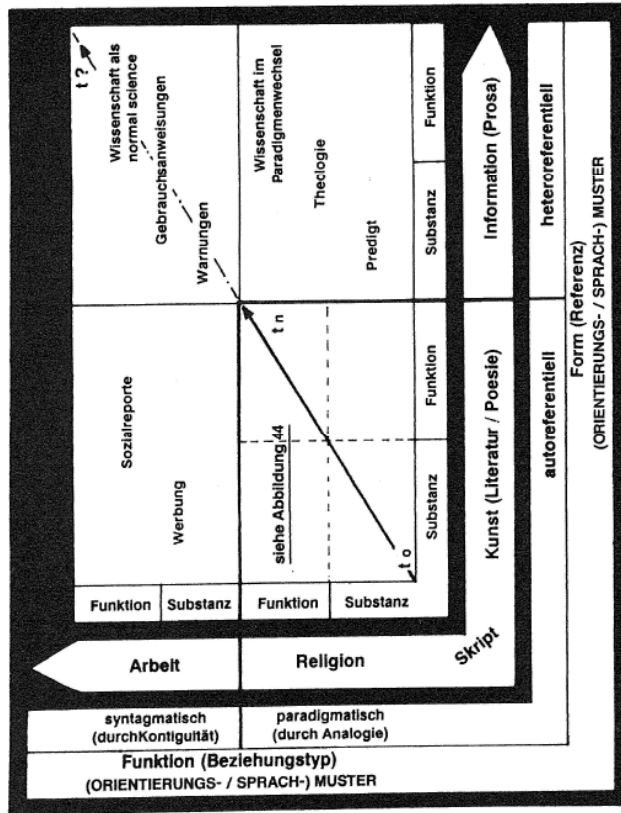 t ?
Wissenschaft als
normal science
Gebrauchsanweisungen
Warnungen
Wissenschaft im
Paradigmenwechsel
Theologie
Predigt
Funktion
Substanz
Information (Prosa)
heteroreferentiell
Sozialreporte
Werbung
t n
siehe Abbildung 44
t o
Funktion
Substanz
Kunst (Literatur / Poesie)
autoreferentiell
Form (Referenz)
(ORIENTIERUNGS- / SPRACH-) MUSTER
Funktion
Substanz
Funktion
Substanz
Arbeit
Religion
Skript
syntagmatisch
(durchKontiguität)
paradigmatisch
(durch Analogie)
Funktion (Beziehungstyp)
(ORIENTIERUNGS- / SPRACH-) MUSTER